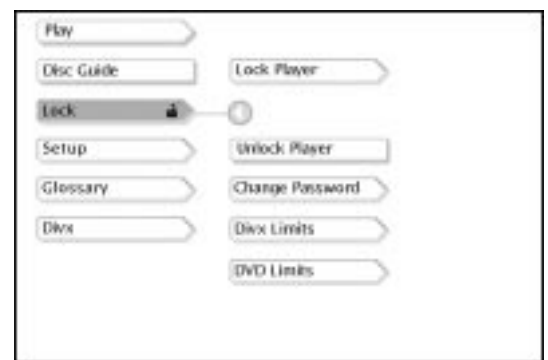 Play
Disc Guide
Lock
Setup
Glossary
Divx
Lock Player
Unlock Player
Change Password
Divx Limits
DVD Limits